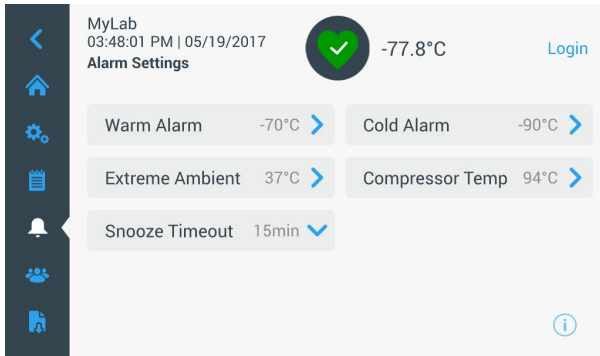 MyLab
03:48:01 PM | 05/19/2017
Alarm Settings
-77.8°C
Login
Warm Alarm -70°C
Cold Alarm -90°C
Extreme Ambient 37°C
Compressor Temp 94°C
Snooze Timeout 15min